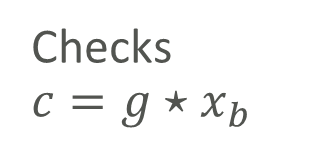 Checks
c = g ⋆ x_b